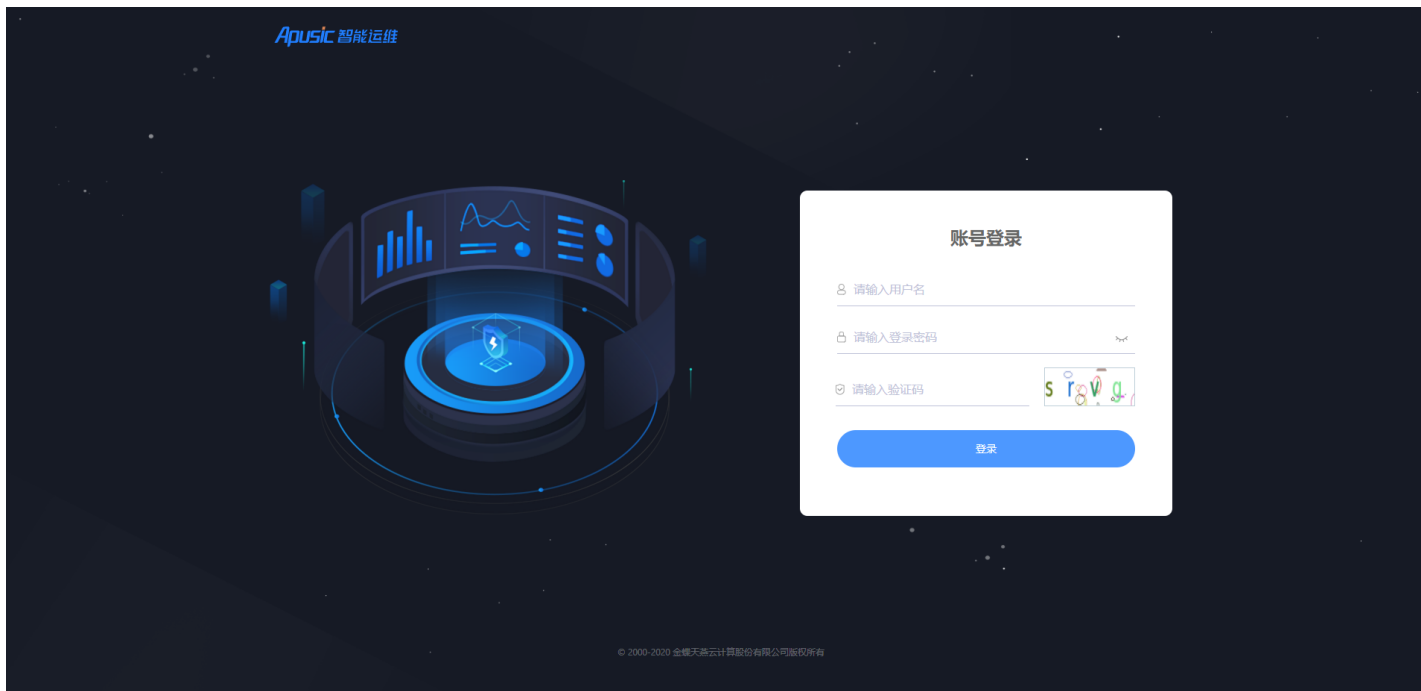 Apusic 智能运维
账号登录
请输入用户名
请输入登录密码
请输入验证码
s r v g
登录
© 2000-2020 金蝶天燕云计算股份有限公司版权所有